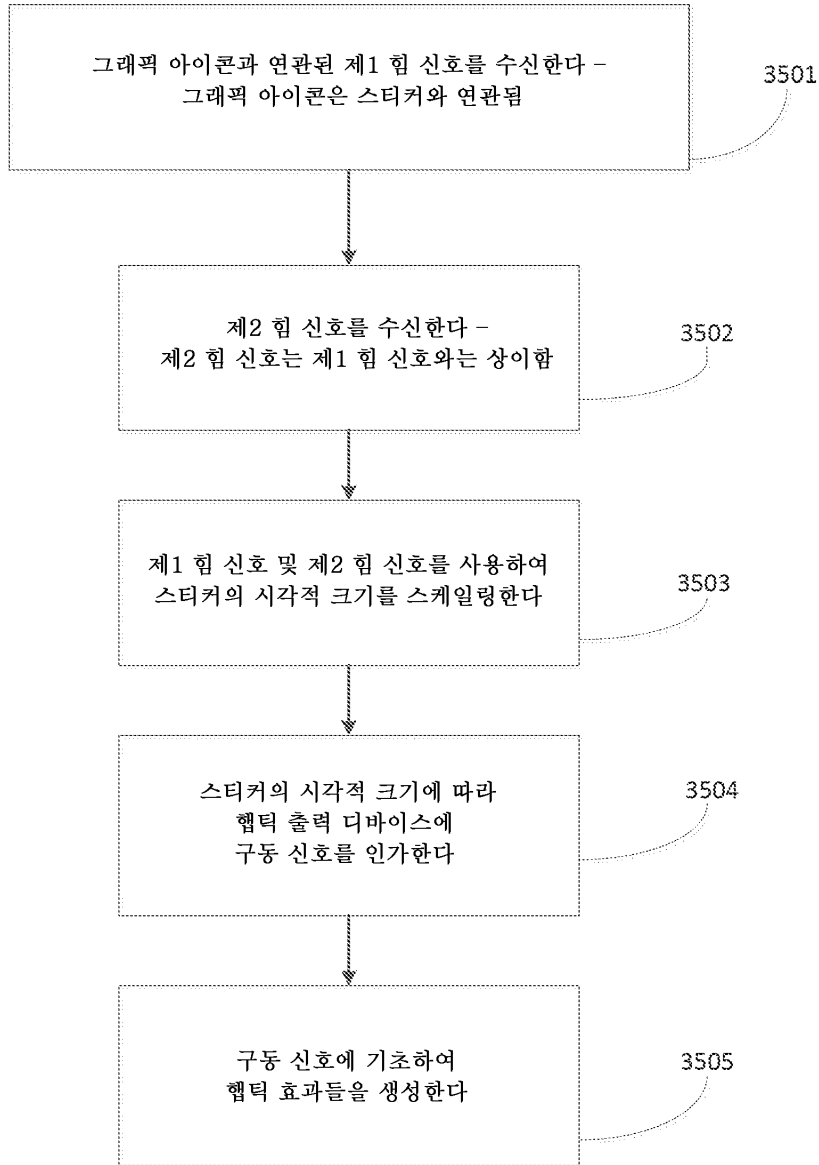 그래픽 아이콘과 연관된 제1 힘 신호를 수신한다 –
그래픽 아이콘은 스티커와 연관됨
3501
제2 힘 신호를 수신한다 –
제2 힘 신호는 제1 힘 신호와는 상이함
3502
제1 힘 신호 및 제2 힘 신호를 사용하여
스티커의 시각적 크기를 스케일링한다
3503
스티커의 시각적 크기에 따라
햅틱 출력 디바이스에
구동 신호를 인가한다
3504
구동 신호에 기초하여
햅틱 효과들을 생성한다
3505